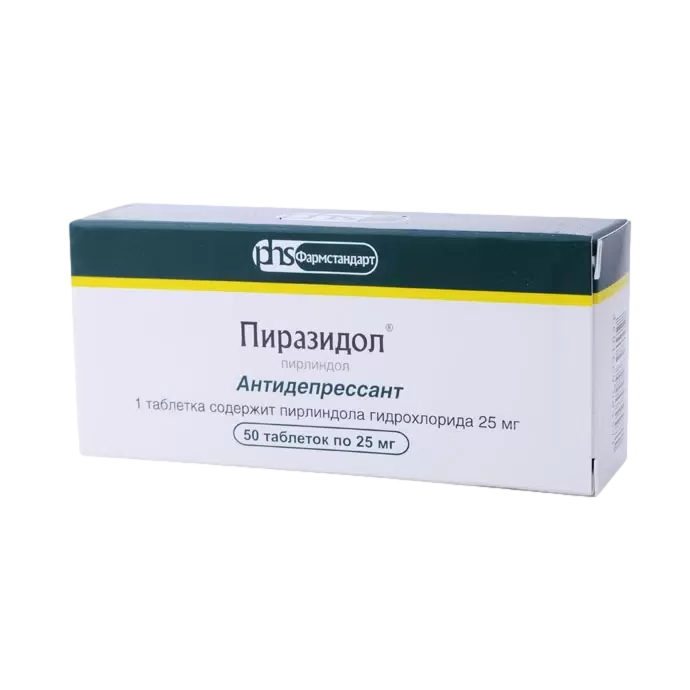 phs Фармстандарт
Пиразидол®
пирлиндол
Антидепрессант
1 таблетка содержит пирлиндола гидрохлорида 25 мг
50 таблеток по 25 мг